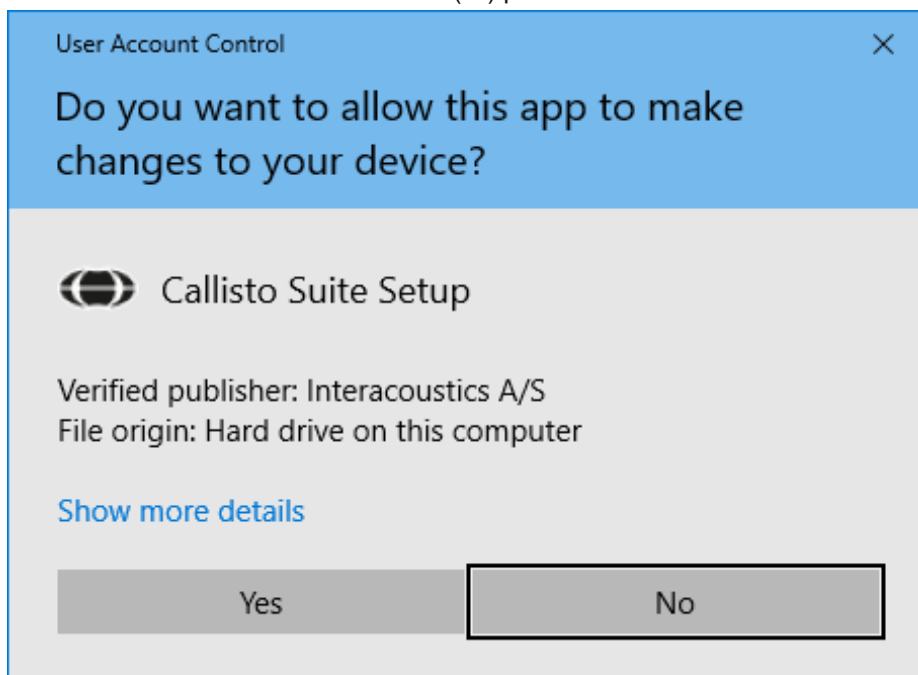 User Account Control
Do you want to allow this app to make
changes to your device?
Callisto Suite Setup
Verified publisher: Interacoustics A/S
File origin: Hard drive on this computer
Show more details
Yes
No